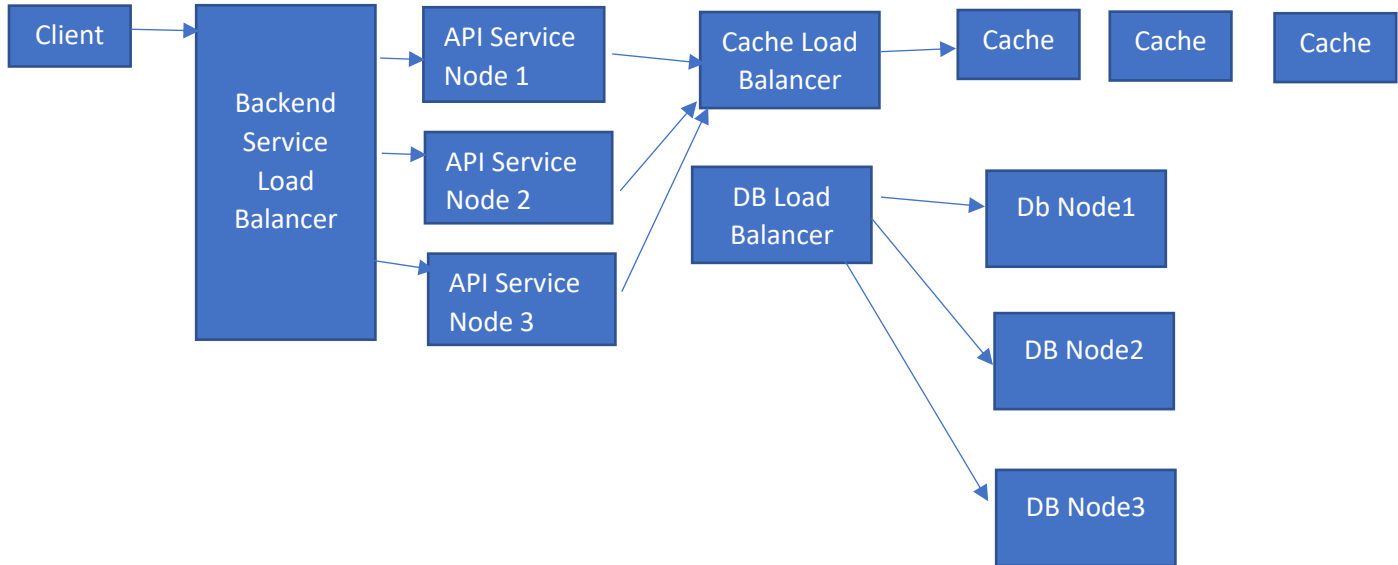 Client
Backend
Service
Load
Balancer
API Service
Node 1
API Service
Node 2
API Service
Node 3
Cache Load
Balancer
Cache
Cache
Cache
DB Load
Balancer
Db Node1
DB Node2
DB Node3